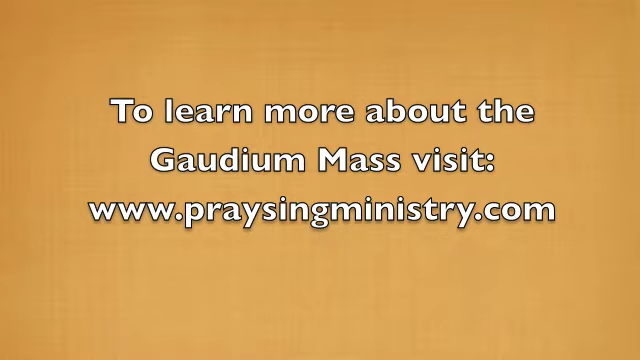 To learn more about the
Gaudium Mass visit:
www.praysingministry.com